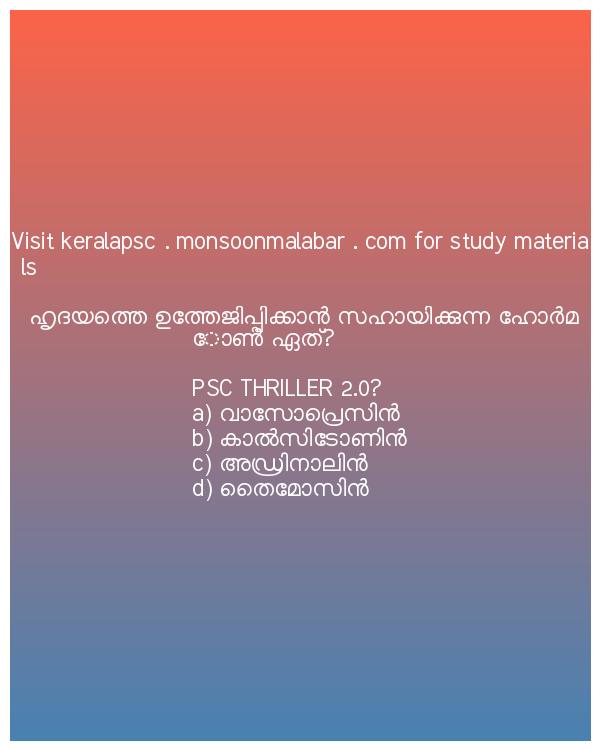 Visit keralapsc . monsoonmalabar . com for study materia
ls
ഹൃദയത്തെ ഉത്തേജിപ്പിക്കാൻ സഹായിക്കുന്ന ഹോർമ
ോൺ ഏത്?
PSC THRILLER 2.0?
a) വാസോപ്രെസിൻ
b) കാൽസിടോണിൻ
c) അഡ്രിനാലിൻ
d) തൈമോസിൻ